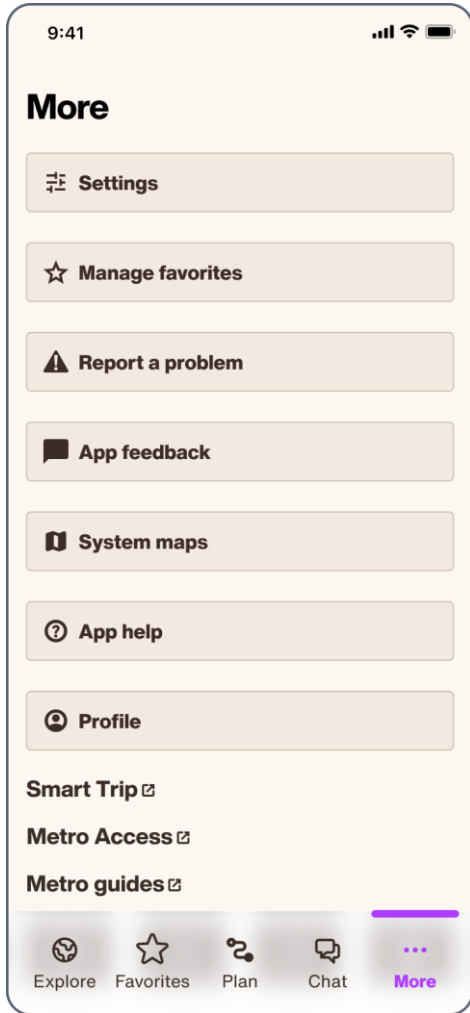 9:41
More
Settings
Manage favorites
Report a problem
App feedback
System maps
App help
Profile
Smart Trip
Metro Access
Metro guides
Explore Favorites Plan Chat More